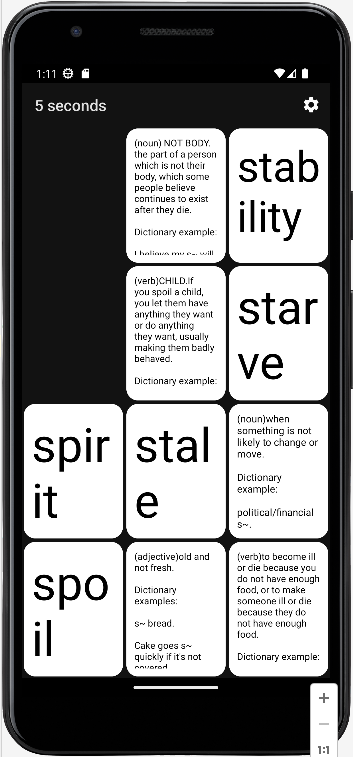 1:11
5 seconds
(noun) NOT BODY.
the part of a person
which is not their
body, which some
people believe
continues to exist
after they die.
Dictionary example:
I believe my s~ will
stab
ility
(verb)CHILD.If
you spoil a child,
you let them have
anything they want
or do anything
they want, usually
making them badly
behaved.
Dictionary example:
star
ve
spir
it
stal
e
(noun)when
something is not
likely to change or
move.
Dictionary
example:
political/financial
s~.
spo
il
(adjective)old and
not fresh.
Dictionary
examples:
s~ bread.
Cake goes s~
quickly if it's not
covered
(verb)to become ill
or die because you
do not have enough
food, or to make
someone ill or die
because they do
not have enough
food.
Dictionary example:
1:1